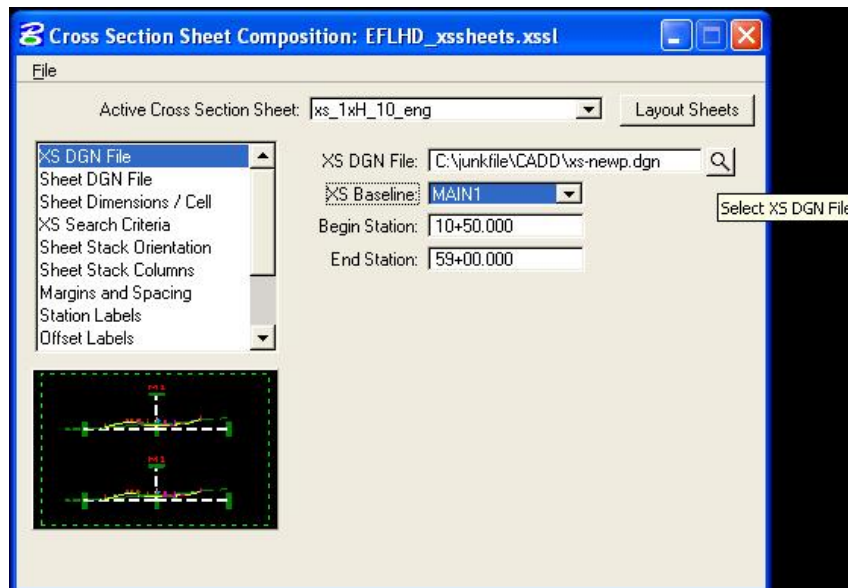 Cross Section Sheet Composition: EFLHD_xssheets.xssl
File
Active Cross Section Sheet: xs_1xH_10_eng Layout Sheets
XS DGN File
Sheet DGN File
Sheet Dimensions / Cell
XS Search Criteria
Sheet Stack Orientation
Sheet Stack Columns
Margins and Spacing
Station Labels
Offset Labels
XS DGN File: C:\junkfile\CADD\xs-newp.dgn
XS Baseline: MAIN1
Select XS DGN File
Begin Station: 10+50.000
End Station: 59+00.000
M1
M1